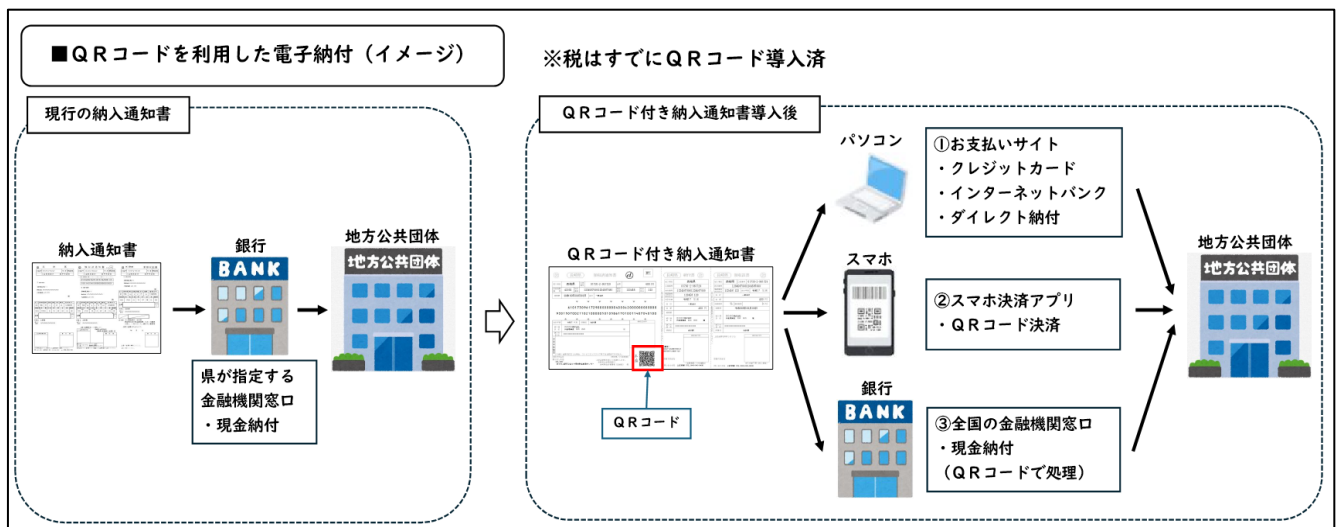 ■QRコードを利用した電子納付（イメージ）
※税はすでにQRコード導入済
現行の納入通知書
納入通知書
銀行
BANK
県が指定する
金融機関窓口
・現金納付
地方公共団体
地方公共団体
QRコード付き納入通知書導入後
QRコード付き納入通知書
QRコード
パソコン
①お支払いサイト
・クレジットカード
・インターネットバンク
・ダイレクト納付
スマホ
②スマホ決済アプリ
・QRコード決済
銀行
BANK
③全国の金融機関窓口
・現金納付
（QRコードで処理）
地方公共団体
地方公共団体